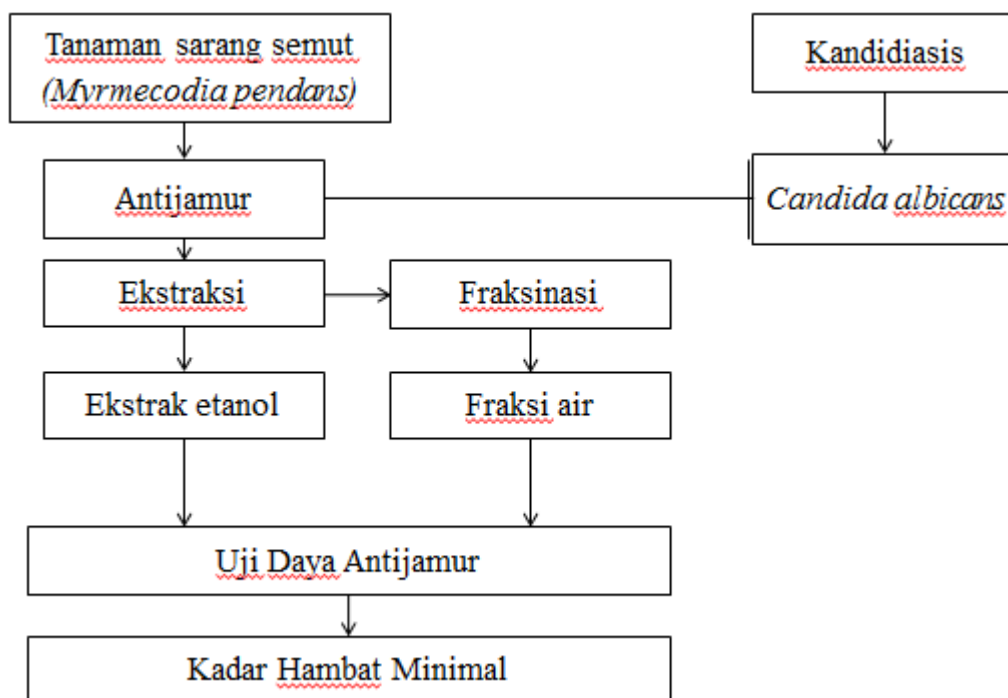 Tanaman sarang semut
(Myrmecodia pendans)
Kandidiasis
Antijamur
Candida albicans
Ekstraksi
Fraksinasi
Ekstrak etanol
Fraksi air
Uji Daya Antijamur
Kadar Hambat Minimal